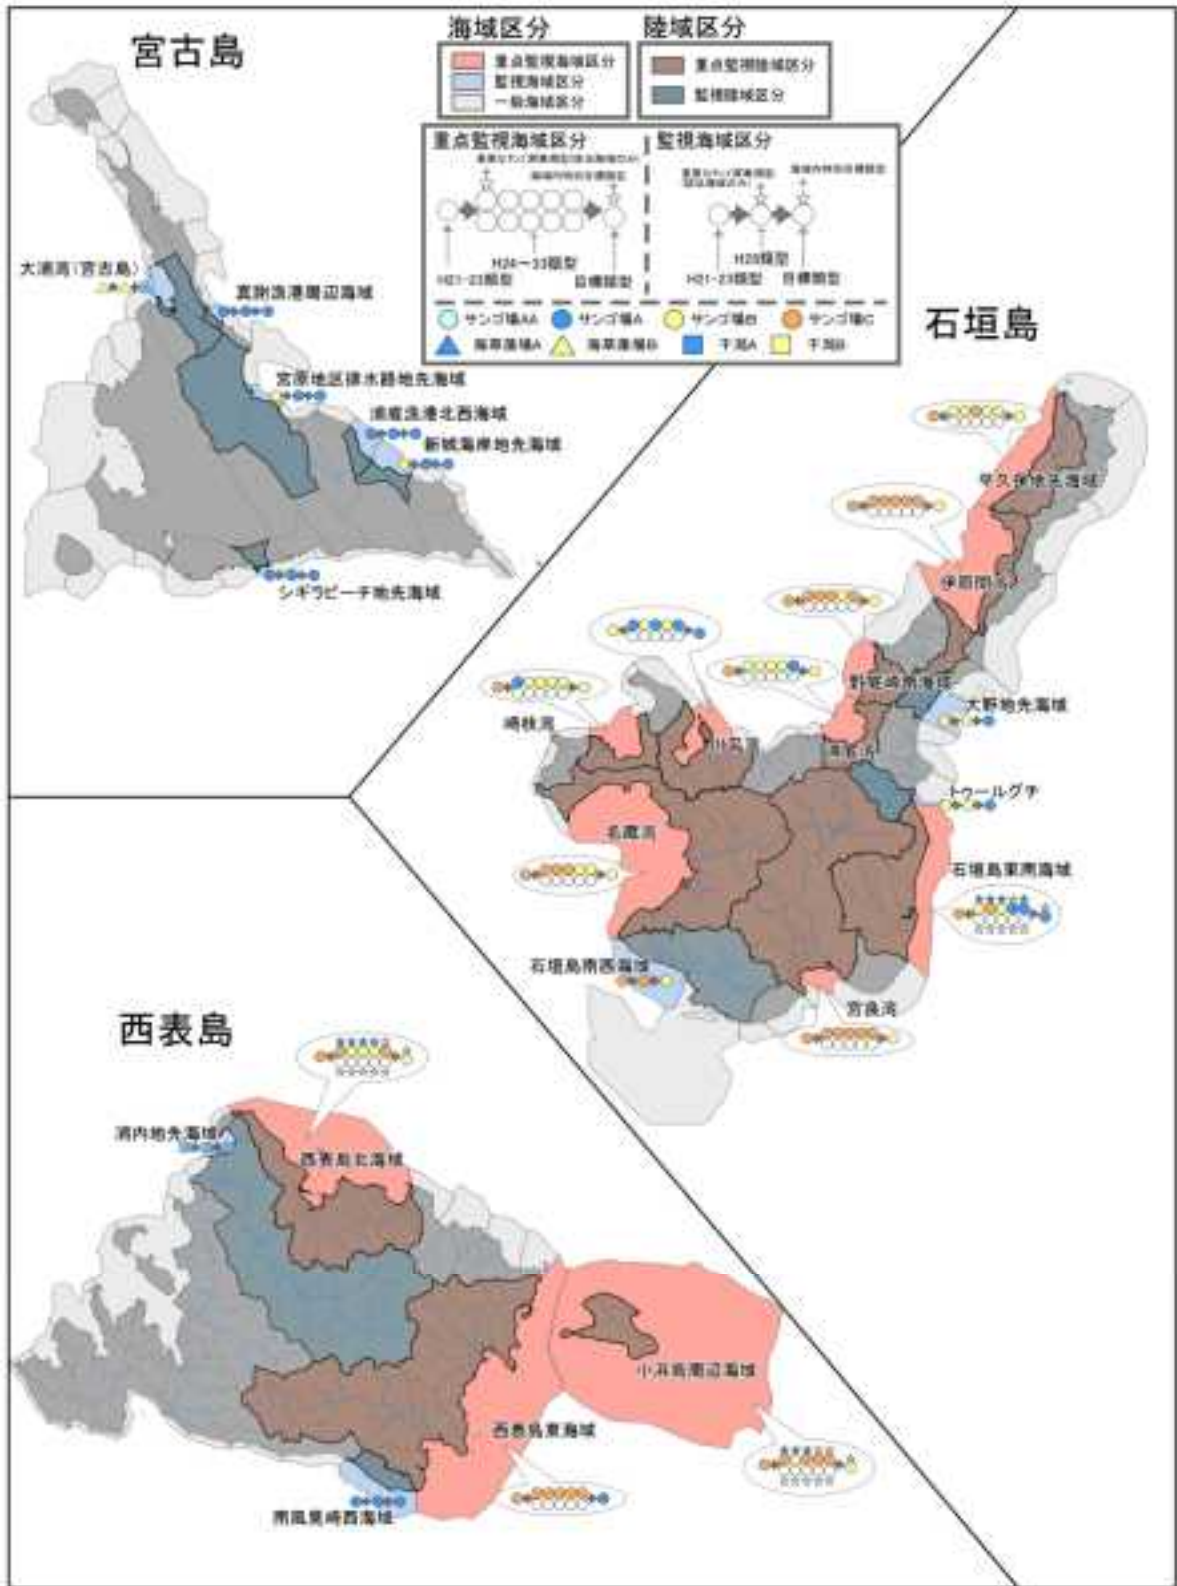 宮古島
海域区分
重点監視海域区分
監視海域区分
一般海域区分
陸域区分
重点監視陸域区分
監視陸域区分
重点監視海域区分
H24～33類型
H21-23類型
目標類型
監視海域区分
海域内特別目標類型
H28類型
H21-23類型
目標類型
サンゴ場AA
サンゴ場A
サンゴ場B
サンゴ場C
海草藻場A
海草藻場B
干潟A
干潟B
大浦湾(宮古島)
真謝漁港周辺海域
宮原地区排水路地先海域
浦底漁港北西海域
新城海岸地先海域
シギラビーチ地先海域
石垣島
平久保地先海域
伊原間湾
野底崎南海域
大野地先海域
崎枝湾
川平湾
トゥールグチ
名蔵湾
石垣島東南海域
石垣島南西海域
宮良湾
西表島
浦内地先海域
西表島北海域
小浜島周辺海域
西表島東海域
南風見崎西海域